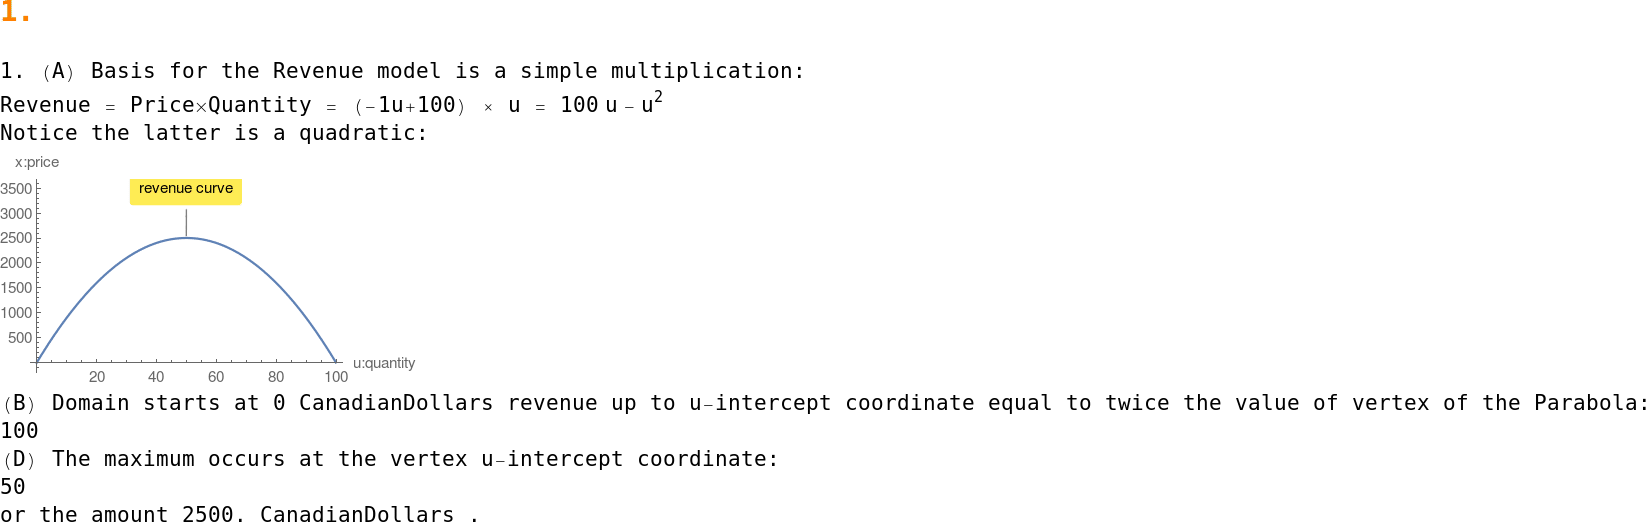 1.
1. (A) Basis for the Revenue model is a simple multiplication:
Revenue = Price×Quantity = (-1u+100) × u = 100 u - u²
Notice the latter is a quadratic:
x:price
revenue curve
3500
3000
2500
2000
1500
1000
500
u:quantity
20 40 60 80 100
(B) Domain starts at 0 CanadianDollars revenue up to u-intercept coordinate equal to twice the value of vertex of the Parabola:
100
(D) The maximum occurs at the vertex u-intercept coordinate:
50
or the amount 2500. CanadianDollars .